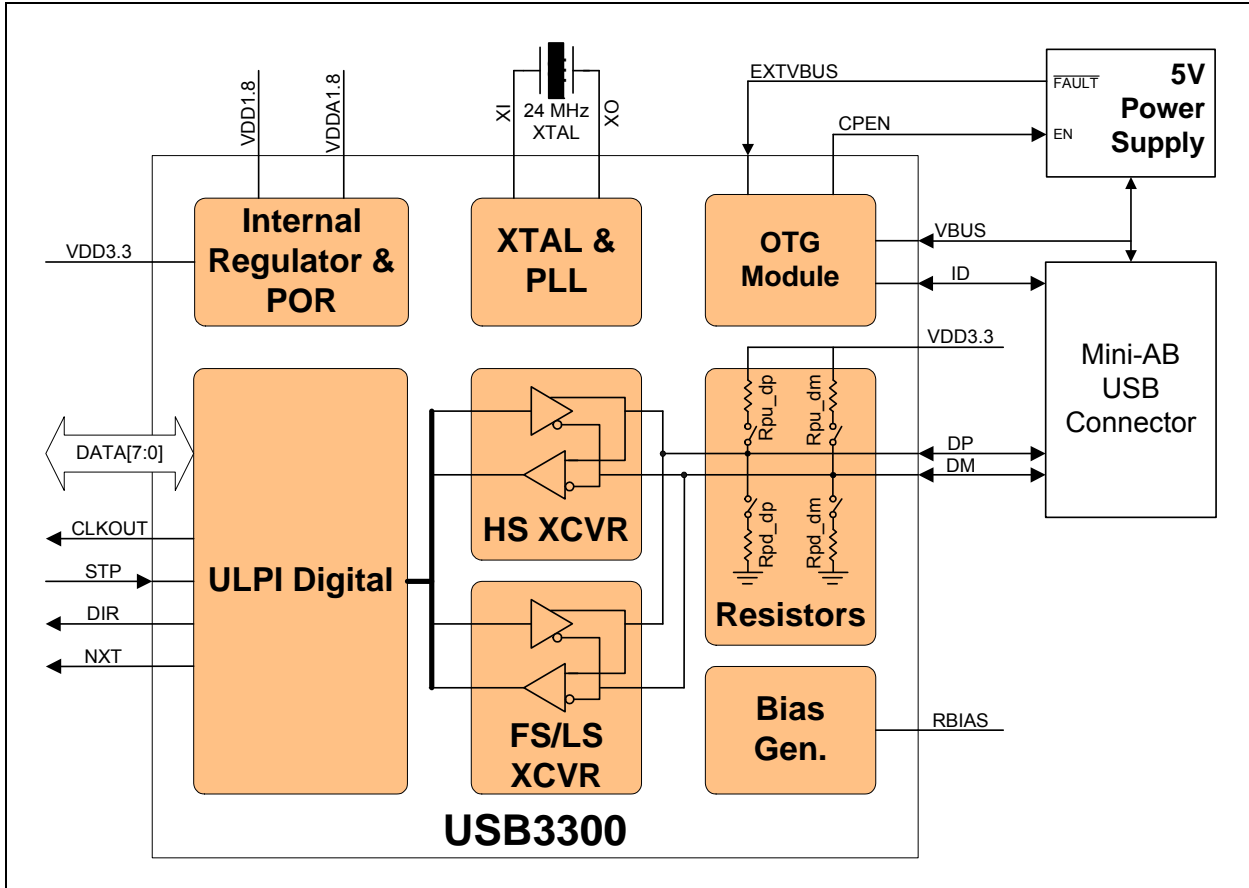 EXTVBUS
FAULT
5V
Power
Supply
CPEN
EN
VDD1.8
VDDA1.8
XI
24 MHz
XTAL
XO
Internal
Regulator &
POR
XTAL &
PLL
OTG
Module
VBUS
ID
VDD3.3
VDD3.3
Mini-AB
USB
Connector
Rpu_dp
Rpu_dm
DP
DM
Rpd_dp
Rpd_dm
Resistors
DATA[7:0]
CLKOUT
STP
DIR
NXT
ULPI Digital
HS XCVR
FS/LS
XCVR
Bias
Gen.
RBIAS
USB3300